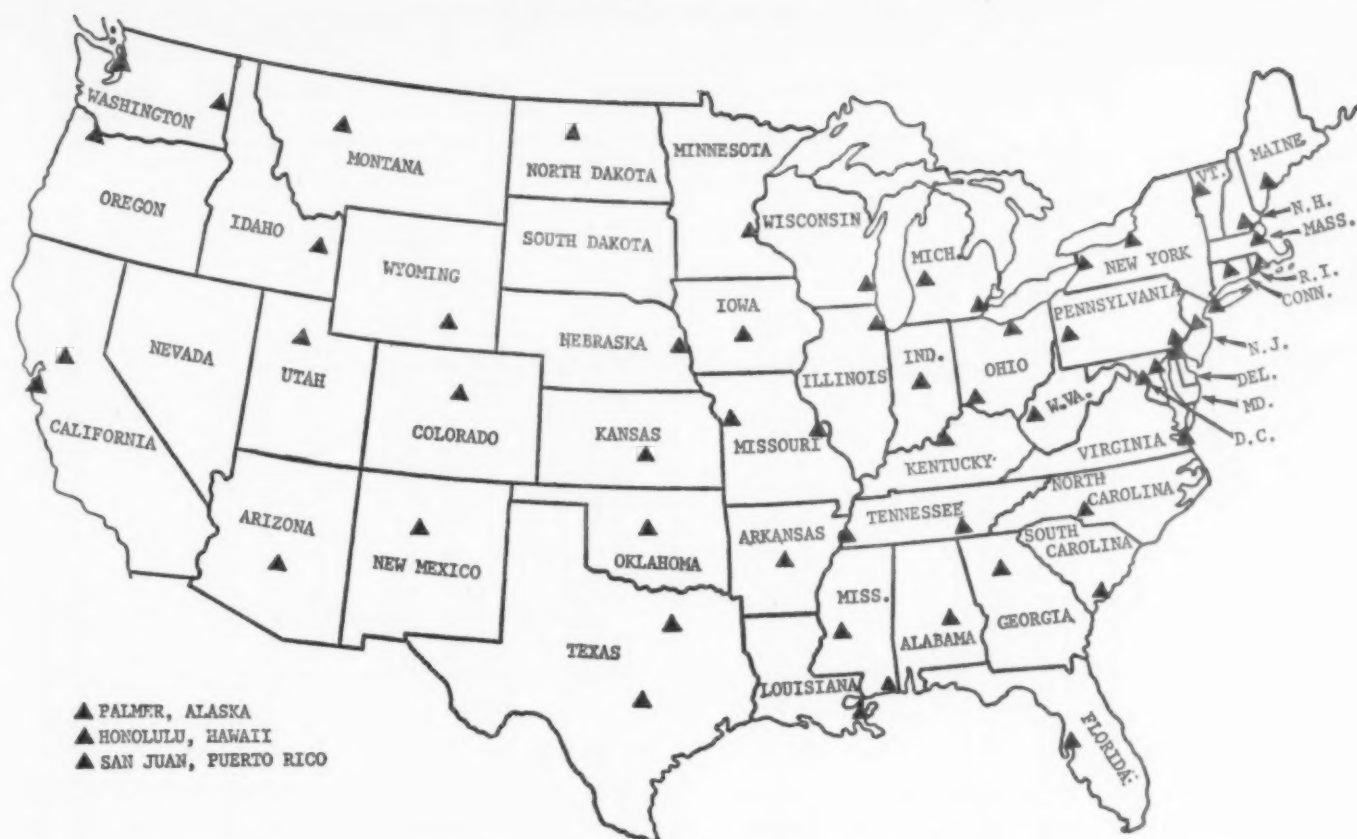 WASHINGTON
MONTANA
NORTH DAKOTA
MINNESOTA
MAINE
VT.
OREGON
IDAHO
WYOMING
SOUTH DAKOTA
WISCONSIN
MICH.
N.H.
MASS.
NEW YORK
R.I.
CONN.
NEVADA
UTAH
NEBRASKA
IOWA
PENNSYLVANIA
N.J.
ILLINOIS
IND.
OHIO
DEL.
W.VA.
MD.
D.C.
CALIFORNIA
COLORADO
KANSAS
MISSOURI
KENTUCKY
VIRGINIA
NORTH
CAROLINA
ARIZONA
NEW MEXICO
OKLAHOMA
ARKANSAS
TENNESSEE
SOUTH
CAROLINA
MISS.
ALABAMA
GEORGIA
TEXAS
LOUISIANA
FLORIDA
PALMER, ALASKA
HONOLULU, HAWAII
SAN JUAN, PUERTO RICO